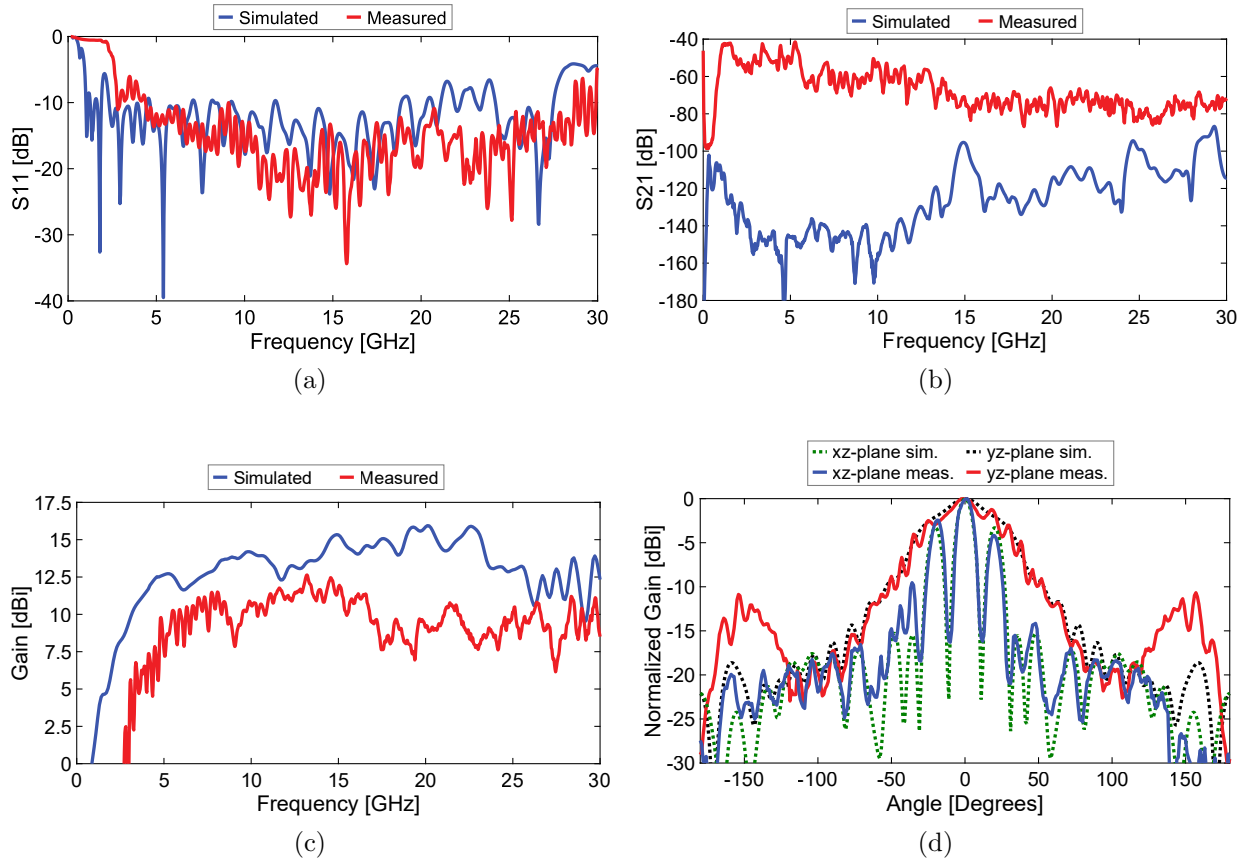 Simulated Measured
0
-10
-20
-30
-40
S11 [dB]
0 5 10 15 20 25 30
Frequency [GHz]
(a)
Simulated Measured
-40
-60
-80
-100
-120
-140
-160
-180
S21 [dB]
0 5 10 15 20 25 30
Frequency [GHz]
(b)
Simulated Measured
17.5
15
12.5
10
7.5
5
2.5
0
Gain [dBi]
0 5 10 15 20 25 30
Frequency [GHz]
(c)
xz-plane sim. yz-plane sim.
xz-plane meas. yz-plane meas.
0
-5
-10
-15
-20
-25
-30
Normalized Gain [dBi]
-150 -100 -50 0 50 100 150
Angle [Degrees]
(d)